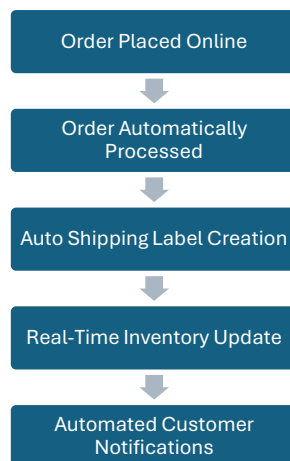 Order Placed Online
Order Automatically
Processed
Auto Shipping Label Creation
Real-Time Inventory Update
Automated Customer
Notifications